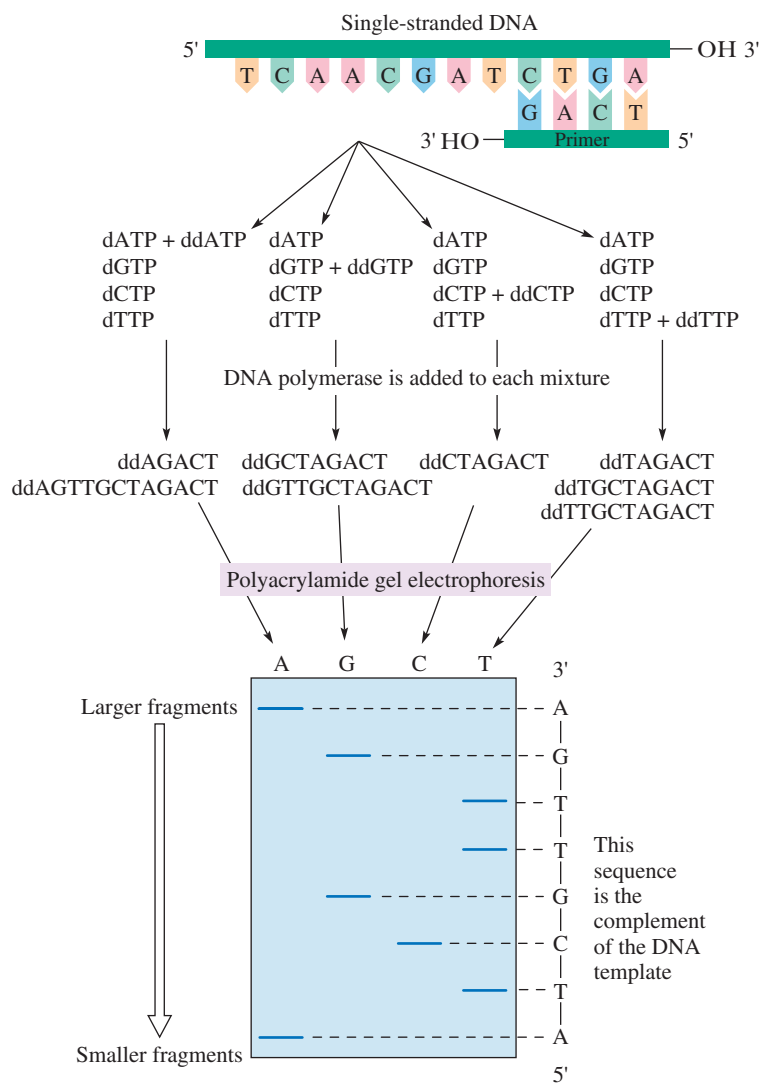 Single-stranded DNA
5' OH 3'
T C A A C G A T C T G A
G A C T
3' HO Primer 5'
dATP + ddATP
dGTP
dCTP
dTTP
dATP
dGTP + ddGTP
dCTP
dTTP
dATP
dGTP
dCTP + ddCTP
dTTP
dATP
dGTP
dCTP
dTTP + ddTTP
DNA polymerase is added to each mixture
ddAGACT
ddAGTTGCTAGACT
ddGCTAGACT
ddGTTGCTAGACT
ddCTAGACT
ddTAGACT
ddTGCTAGACT
ddTTGCTAGACT
Polyacrylamide gel electrophoresis
A G C T
3'
Larger fragments
A
G
T
T
G
C
T
A
5'
This
sequence
is the
complement
of the DNA
template
Smaller fragments